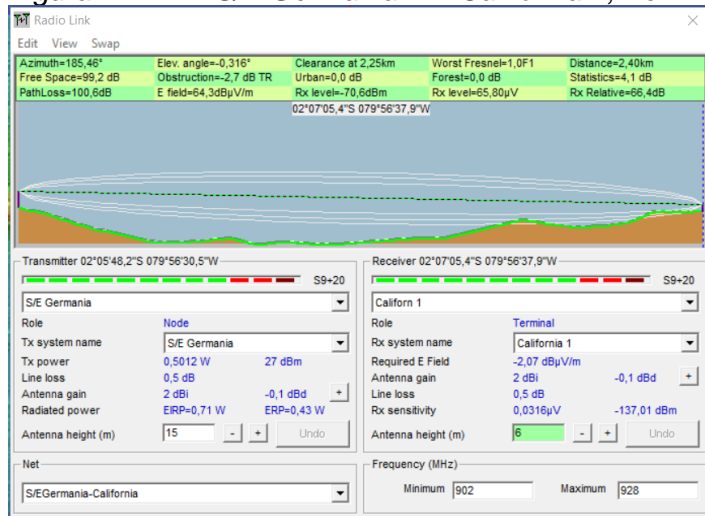 Radio Link
Edit View Swap
Azimuth=185,46° Elev. angle=-0,316° Clearance at 2,25km Worst Fresnel=1,0F1 Distance=2,40km
Free Space=99,2 dB Obstruction=-2,7 dB TR Urban=0,0 dB Forest=0,0 dB Statistics=4,1 dB
PathLoss=100,6dB E field=64,3dBµV/m Rx level=-70,6dBm Rx level=65,80µV Rx Relative=66,4dB
02°07'05,4"S 079°56'37,9"W
Transmitter 02°05'48,2"S 079°56'30,5"W
S9+20
S/E Germania
Role Node
Tx system name S/E Germania
Tx power 0,5012 W 27 dBm
Line loss 0,5 dB
Antenna gain 2 dBi -0,1 dBd +
Radiated power EIRP=0,71 W ERP=0,43 W
Antenna height (m) 15 - + Undo
Receiver 02°07'05,4"S 079°56'37,9"W
S9+20
Californ 1
Role Terminal
Rx system name California 1
Required E Field -2,07 dBµV/m
Antenna gain 2 dBi -0,1 dBd +
Line loss 0,5 dB
Rx sensitivity 0,0316µV -137,01 dBm
Antenna height (m) 6 - + Undo
Net
S/EGermania-California
Frequency (MHz)
Minimum 902 Maximum 928